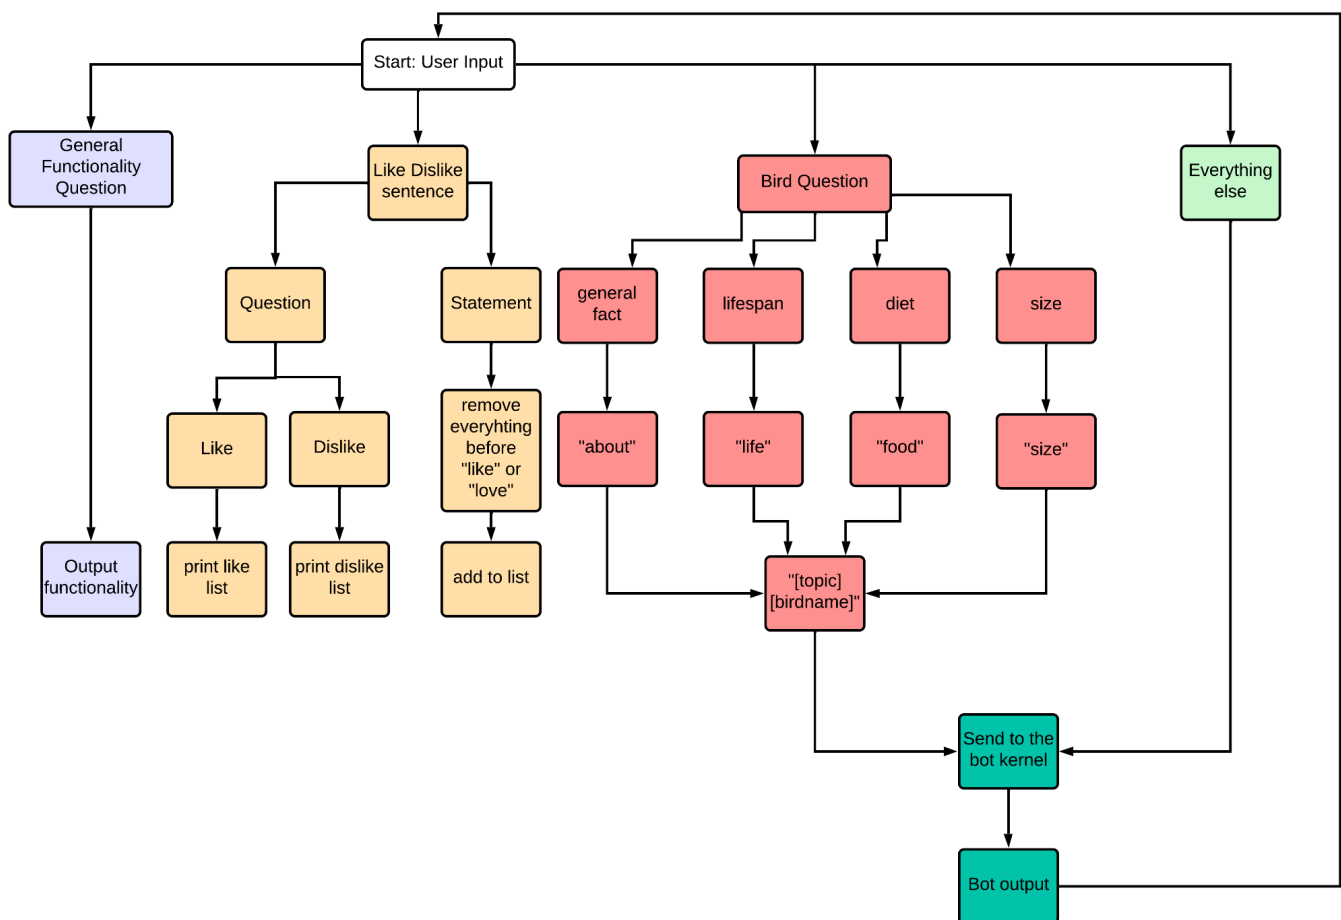 Start: User Input
General
Functionality
Question
Like Dislike
sentence
Bird Question
Everything
else
Question
Statement
general
fact
lifespan
diet
size
Like
Dislike
remove
everyhting
before
"like" or
"love"
"about"
"life"
"food"
"size"
Output
functionality
print like
list
print dislike
list
add to list
"[topic]
[birdname]"
Send to the
bot kernel
Bot output